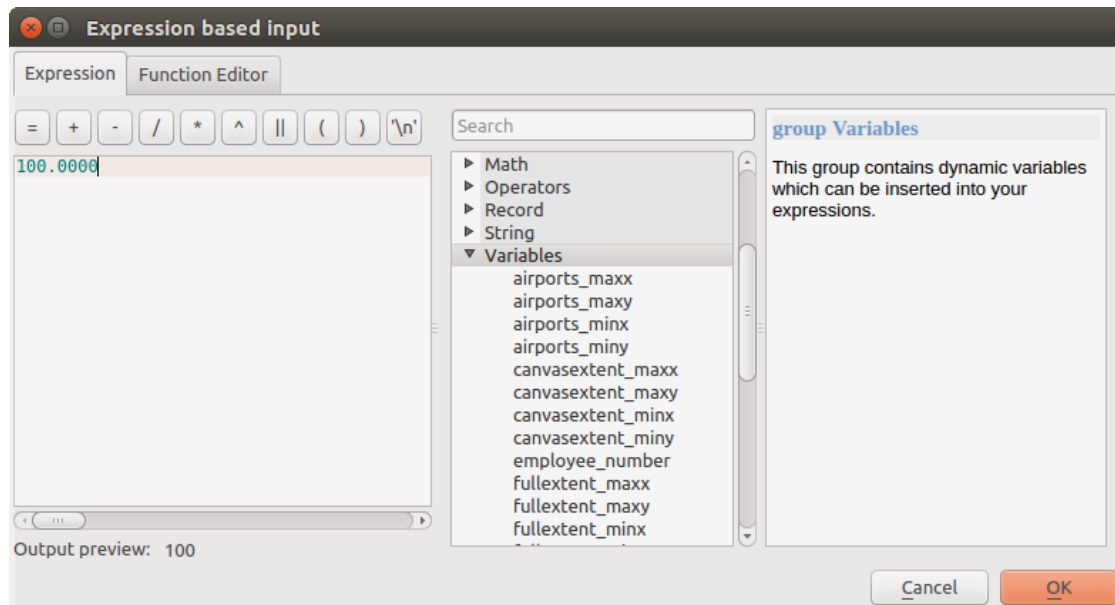 Expression based input
Expression
Function Editor
= + - / * ^ || ( ) '\n'
100.0000
Output preview: 100
Search
Math
Operators
Record
String
Variables
airports_maxx
airports_maxy
airports_minx
airports_miny
canvasextent_maxx
canvasextent_maxy
canvasextent_minx
canvasextent_miny
employee_number
fullextent_maxx
fullextent_maxy
fullextent_minx
group Variables
This group contains dynamic variables
which can be inserted into your
expressions.
Cancel
OK